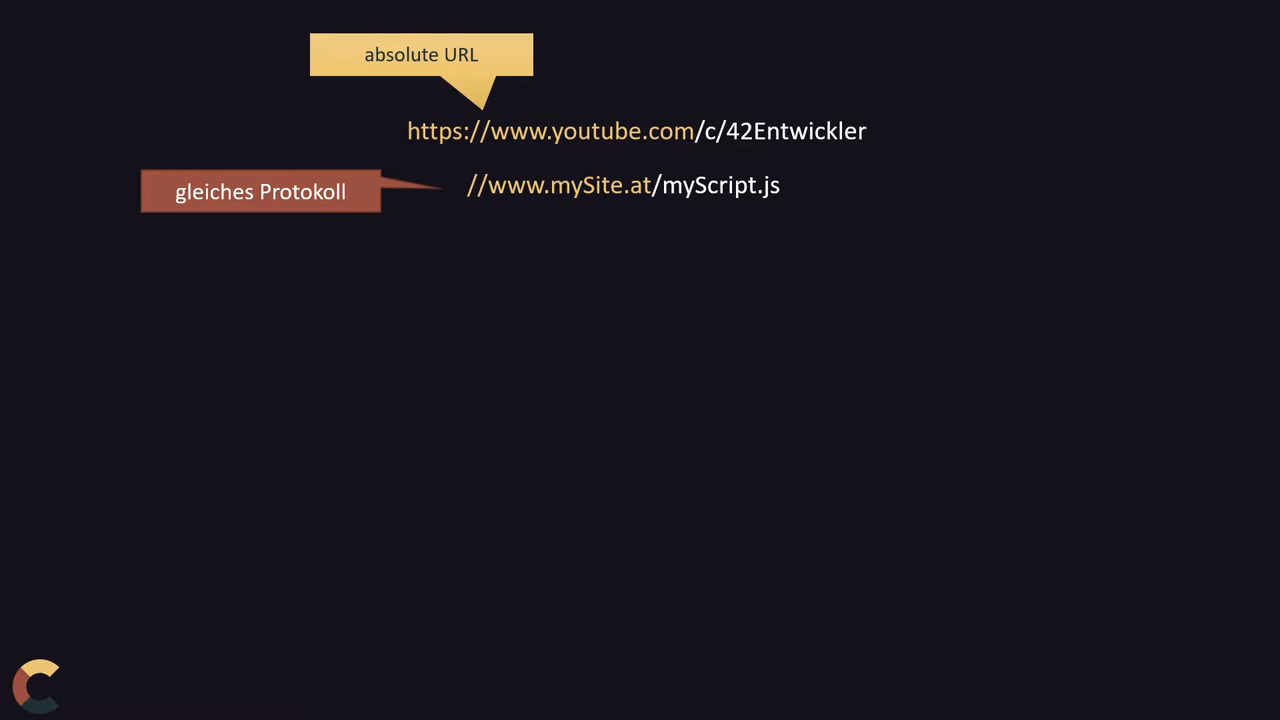 absolute URL
https://www.youtube.com/c/42Entwickler
gleiches Protokoll
//www.mySite.at/myScript.js